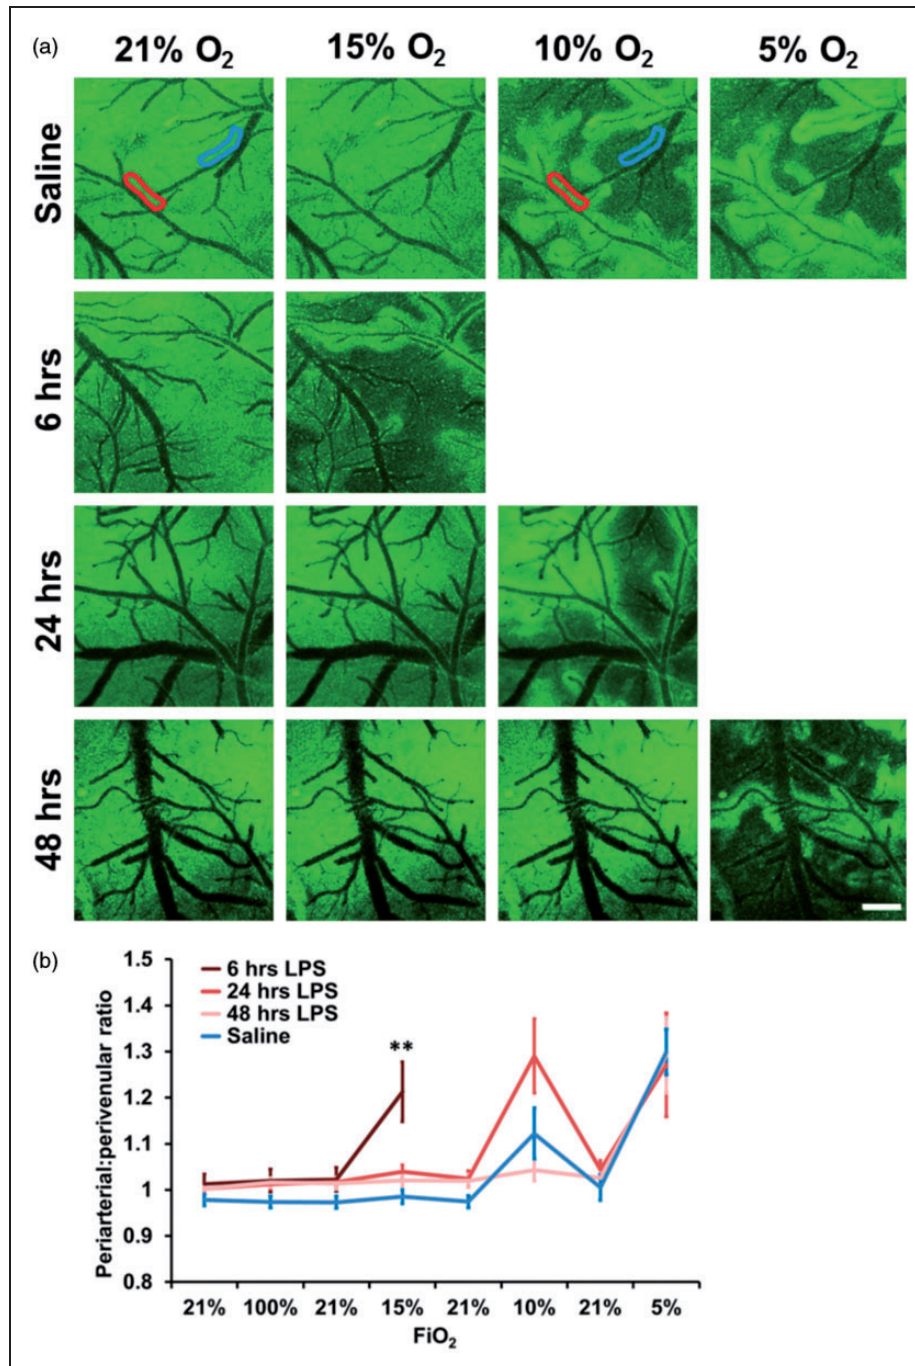 (a)
21% O₂ 15% O₂ 10% O₂ 5% O₂
Saline
6 hrs
24 hrs
48 hrs
(b)
1.5
1.4
1.3
1.2
1.1
1
0.9
0.8
Periarterial:perivenular ratio
6 hrs LPS
24 hrs LPS
48 hrs LPS
Saline
**
21% 100% 21% 15% 21% 10% 21% 5%
FiO₂